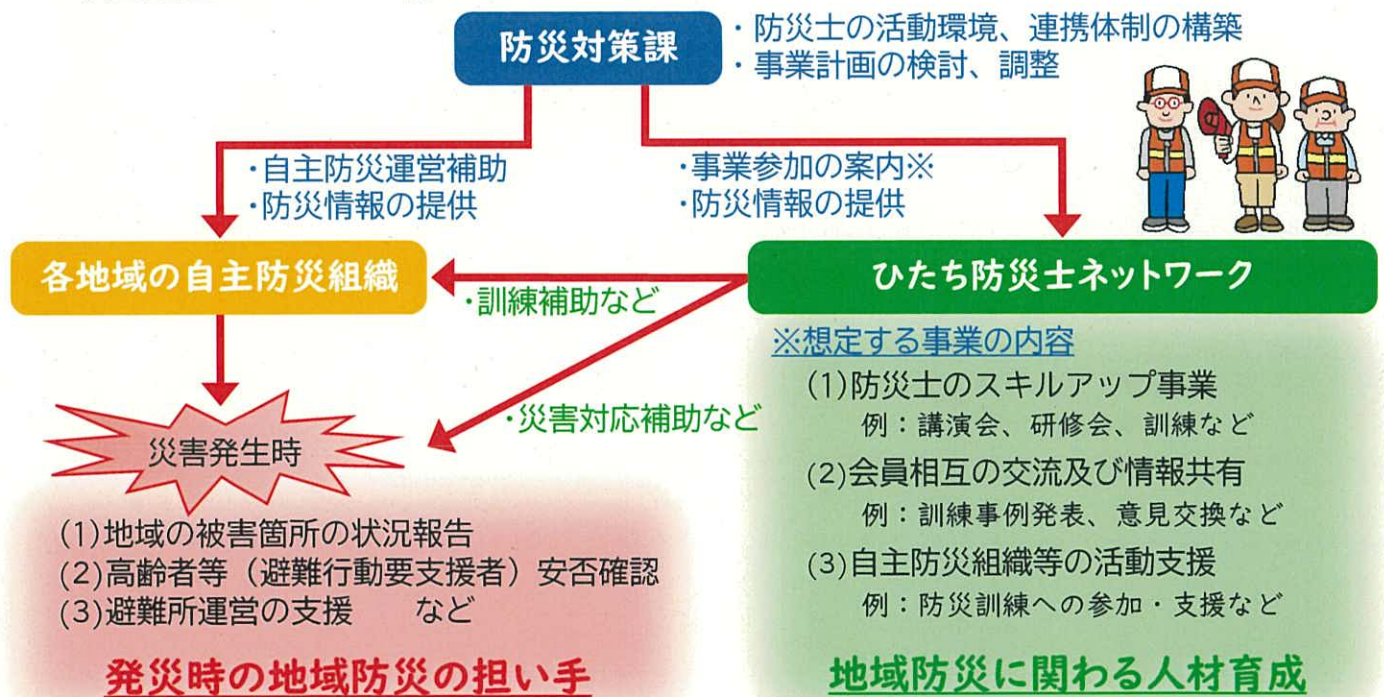 防災対策課
・防災士の活動環境、連携体制の構築
・事業計画の検討、調整
・自主防災運営補助
・防災情報の提供
・事業参加の案内※
・防災情報の提供
各地域の自主防災組織
・訓練補助など
ひたち防災士ネットワーク
・災害対応補助など
災害発生時
(1)地域の被害箇所の状況報告
(2)高齢者等（避難行動要支援者）安否確認
(3)避難所運営の支援　　など
発災時の地域防災の担い手
※想定する事業の内容
(1)防災士のスキルアップ事業
例：講演会、研修会、訓練など
(2)会員相互の交流及び情報共有
例：訓練事例発表、意見交換など
(3)自主防災組織等の活動支援
例：防災訓練への参加・支援など
地域防災に関わる人材育成